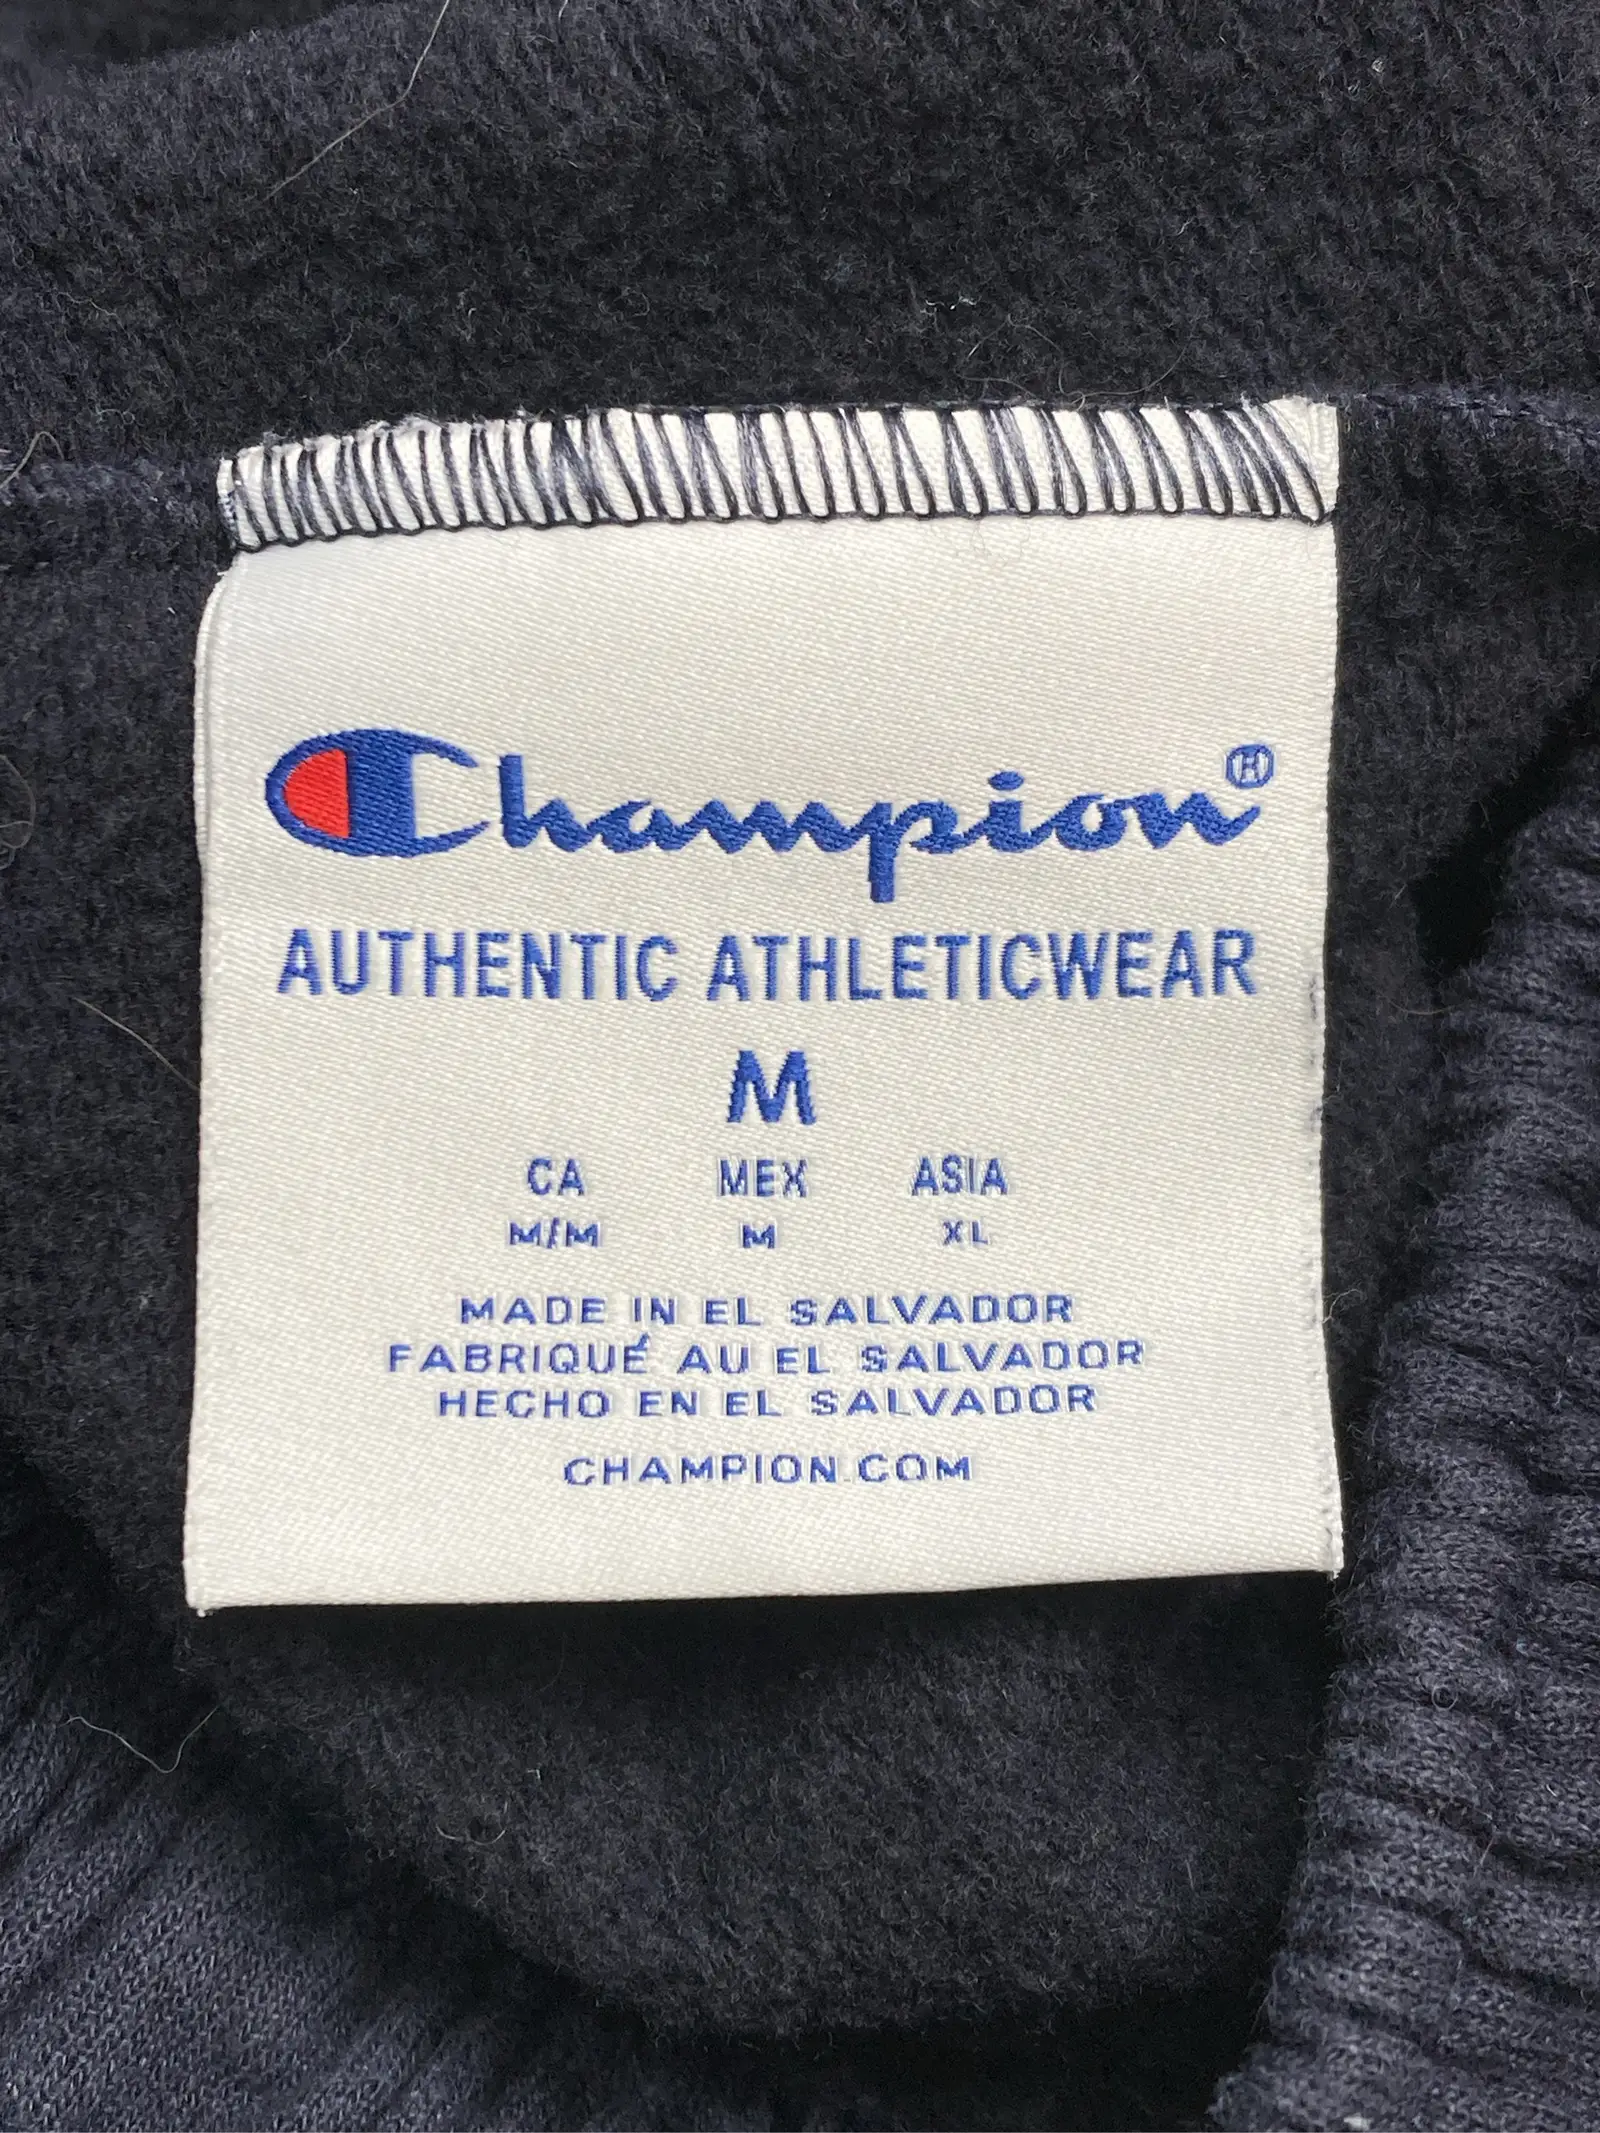 Champion®
AUTHENTIC ATHLETICWEAR
M
CA MEX ASIA
M/M M XL
MADE IN EL SALVADOR
FABRIQUÉ AU EL SALVADOR
HECHO EN EL SALVADOR
CHAMPION.COM